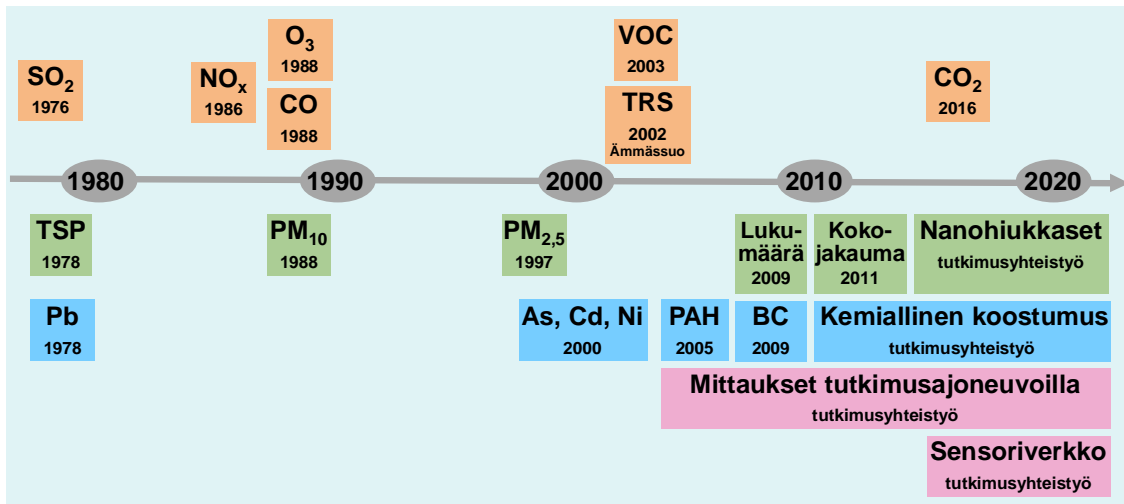 SO₂
1976
NOₓ
1986
O₃
1988
CO
1988
VOC
2003
TRS
2002
Ämmässuo
CO₂
2016
1980
1990
2000
2010
2020
TSP
1978
PM₁₀
1988
PM₂,₅
1997
Luku-
määrä
2009
Koko-
jakauma
2011
Nanohiukkaset
tutkimusyhteistyö
Pb
1978
As, Cd, Ni
2000
PAH
2005
BC
2009
Kemiallinen koostumus
tutkimusyhteistyö
Mittaukset tutkimusajoneuvoilla
tutkimusyhteistyö
Sensoriverkko
tutkimusyhteistyö